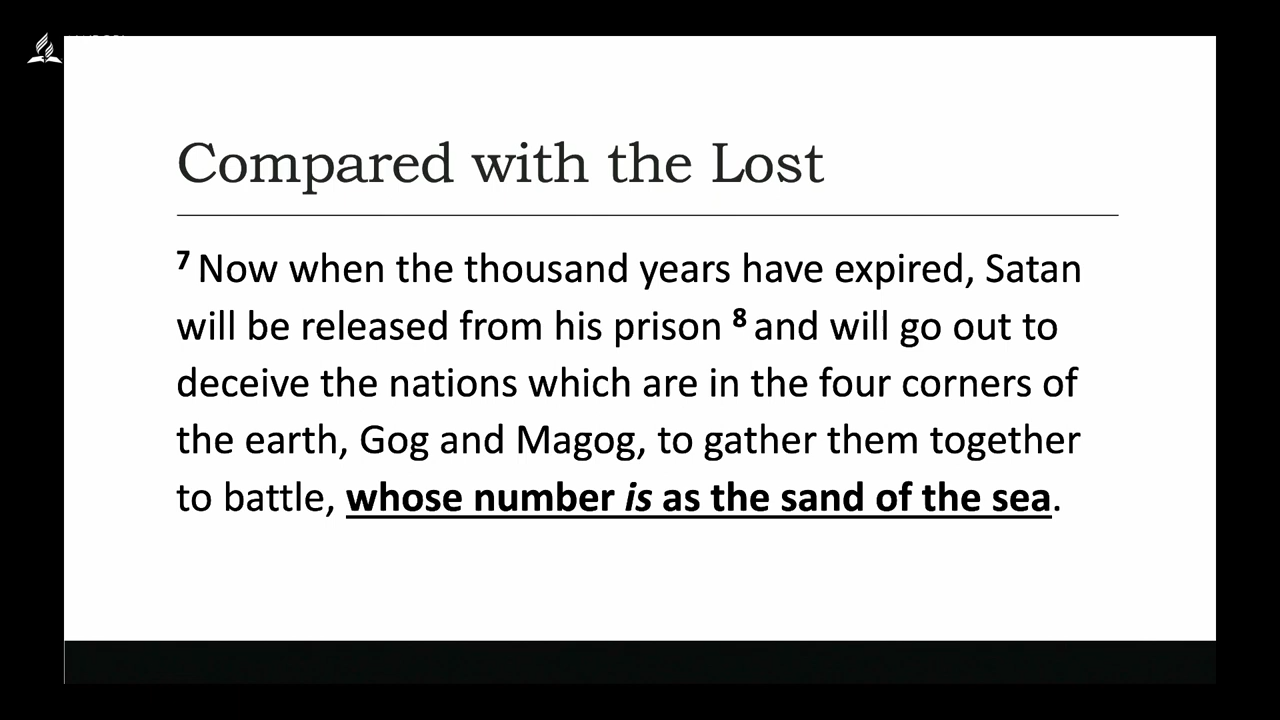 Compared with the Lost
7 Now when the thousand years have expired, Satan
will be released from his prison 8 and will go out to
deceive the nations which are in the four corners of
the earth, Gog and Magog, to gather them together
to battle, whose number is as the sand of the sea.